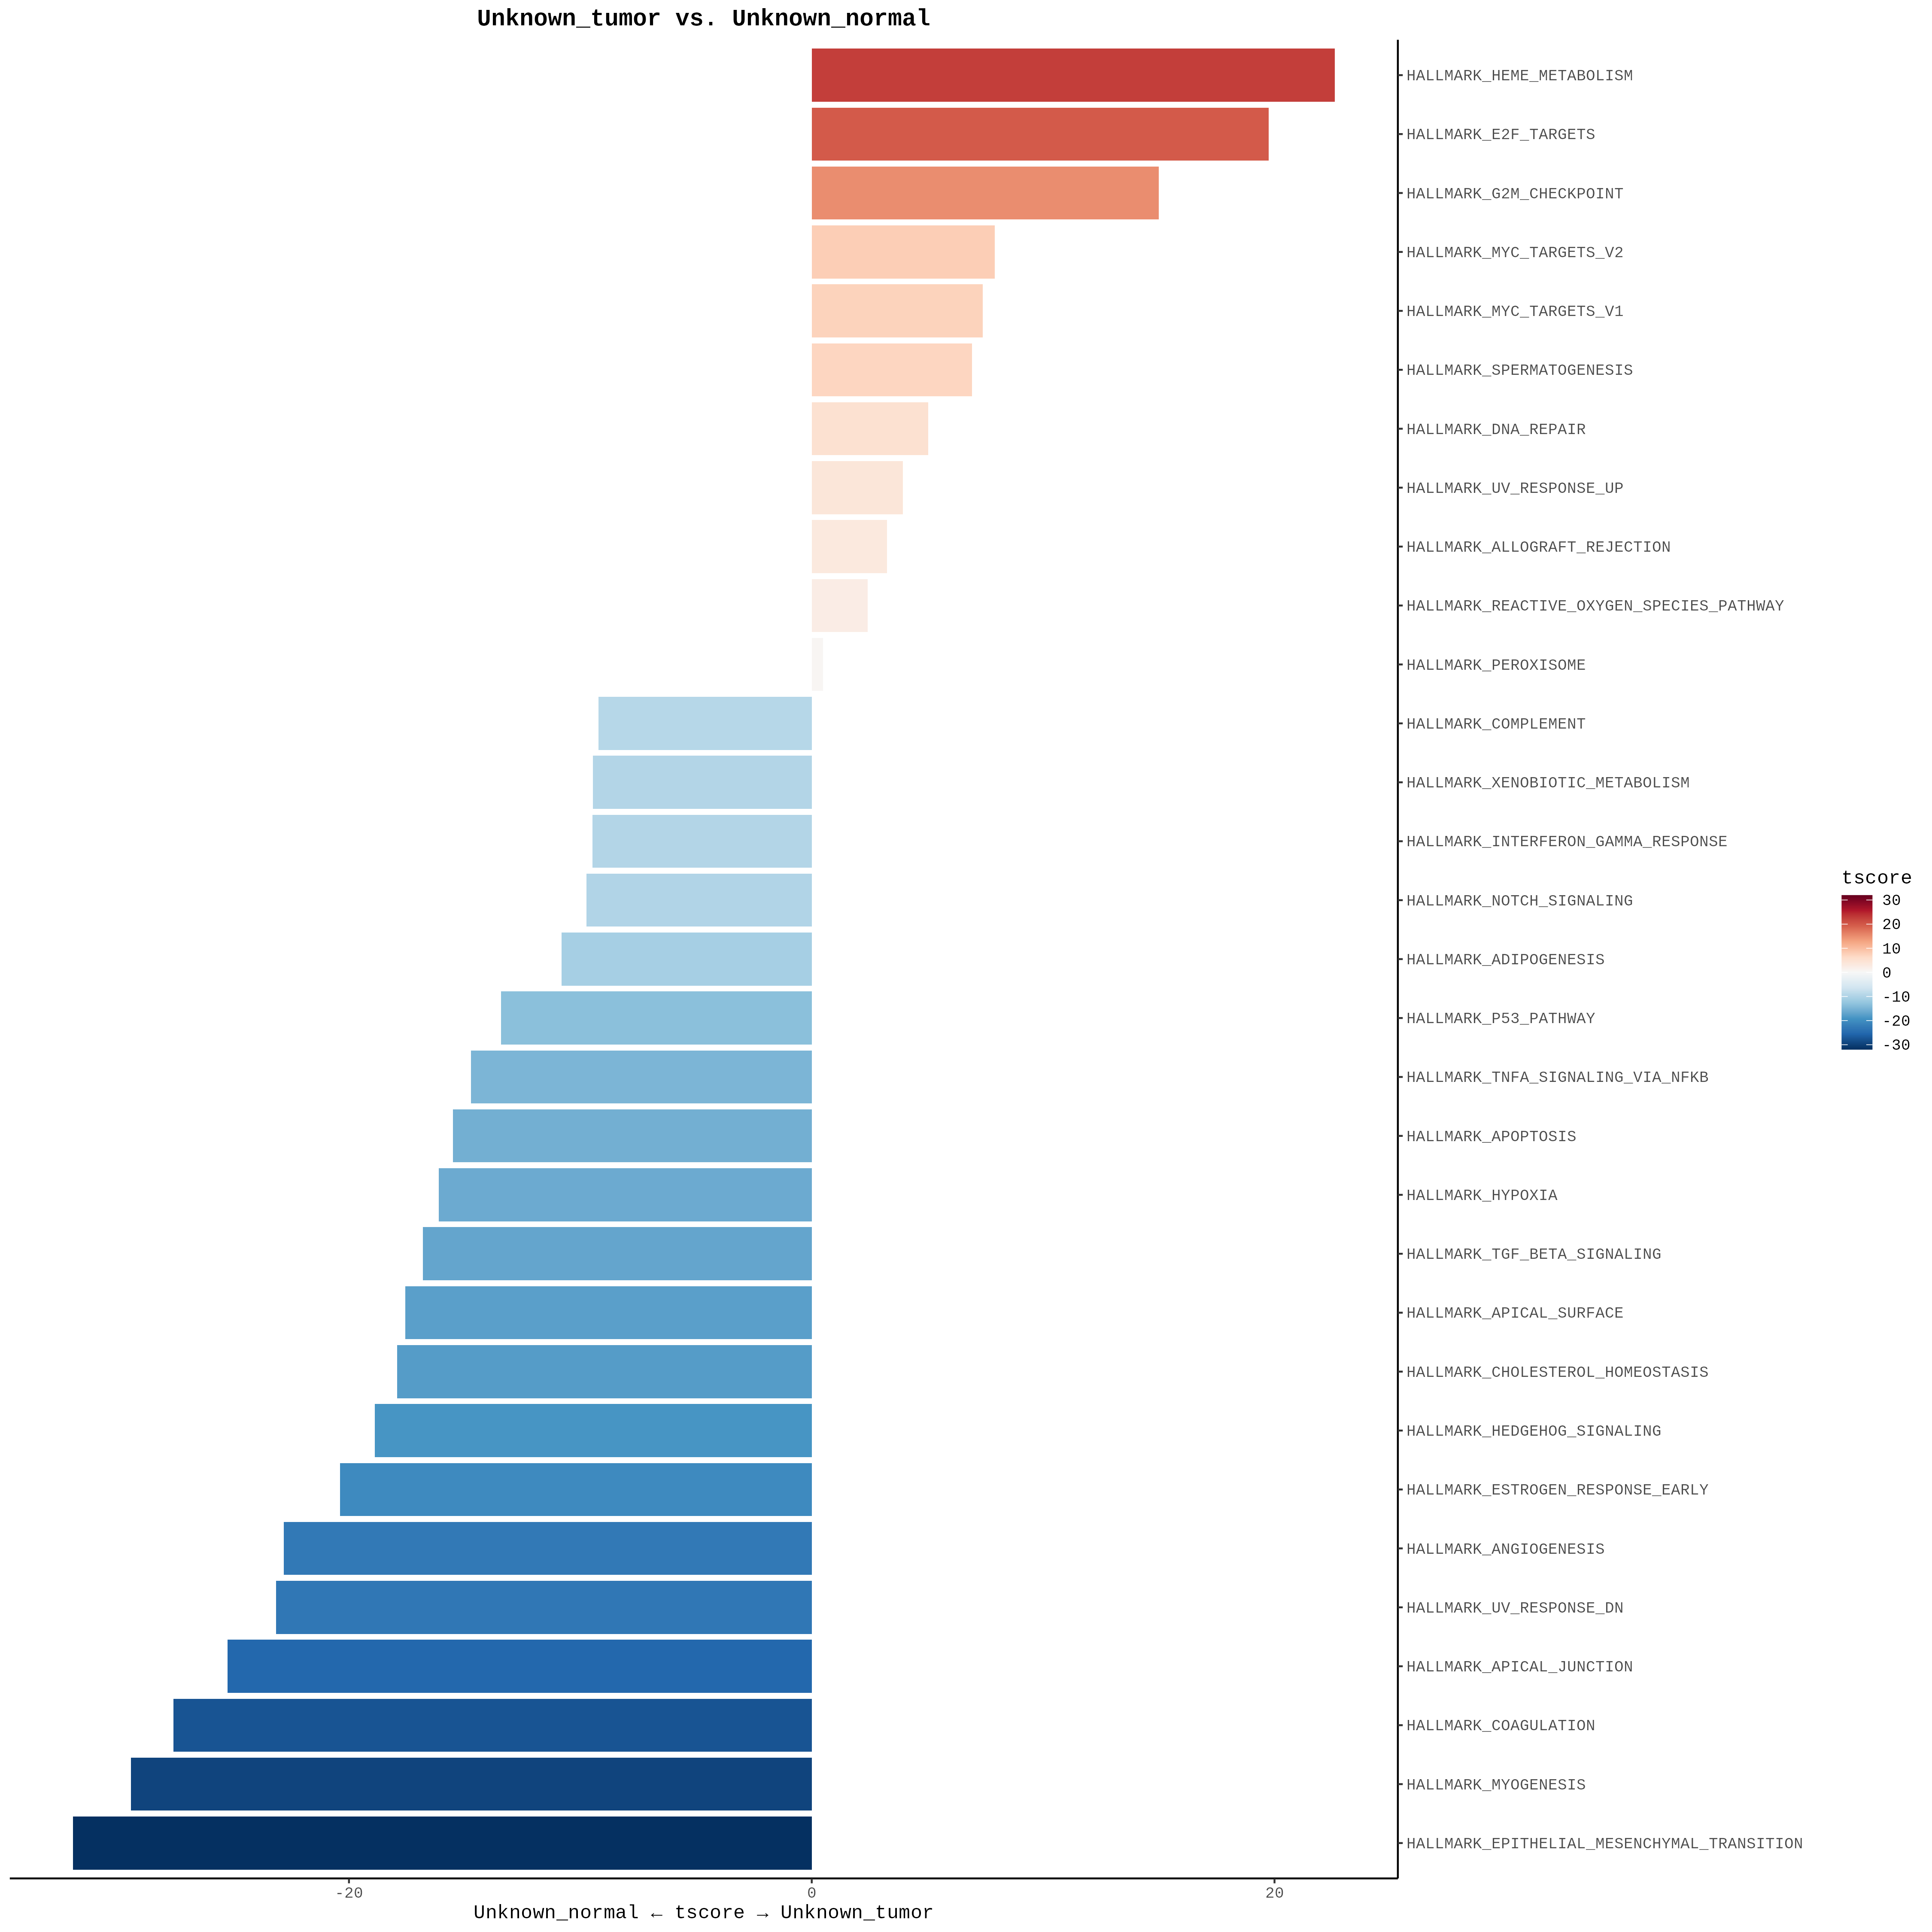 Unknown_tumor vs. Unknown_normal
HALLMARK_HEME_METABOLISM
HALLMARK_E2F_TARGETS
HALLMARK_G2M_CHECKPOINT
HALLMARK_MYC_TARGETS_V2
HALLMARK_MYC_TARGETS_V1
HALLMARK_SPERMATOGENESIS
HALLMARK_DNA_REPAIR
HALLMARK_UV_RESPONSE_UP
HALLMARK_ALLOGRAFT_REJECTION
HALLMARK_REACTIVE_OXYGEN_SPECIES_PATHWAY
HALLMARK_PEROXISOME
HALLMARK_COMPLEMENT
HALLMARK_XENOBIOTIC_METABOLISM
HALLMARK_INTERFERON_GAMMA_RESPONSE
HALLMARK_NOTCH_SIGNALING
HALLMARK_ADIPOGENESIS
HALLMARK_P53_PATHWAY
HALLMARK_TNFA_SIGNALING_VIA_NFKB
HALLMARK_APOPTOSIS
HALLMARK_HYPOXIA
HALLMARK_TGF_BETA_SIGNALING
HALLMARK_APICAL_SURFACE
HALLMARK_CHOLESTEROL_HOMEOSTASIS
HALLMARK_HEDGEHOG_SIGNALING
HALLMARK_ESTROGEN_RESPONSE_EARLY
HALLMARK_ANGIOGENESIS
HALLMARK_UV_RESPONSE_DN
HALLMARK_APICAL_JUNCTION
HALLMARK_COAGULATION
HALLMARK_MYOGENESIS
HALLMARK_EPITHELIAL_MESENCHYMAL_TRANSITION
-20 0 20
Unknown_normal ← tscore → Unknown_tumor
tscore
30
20
10
0
-10
-20
-30